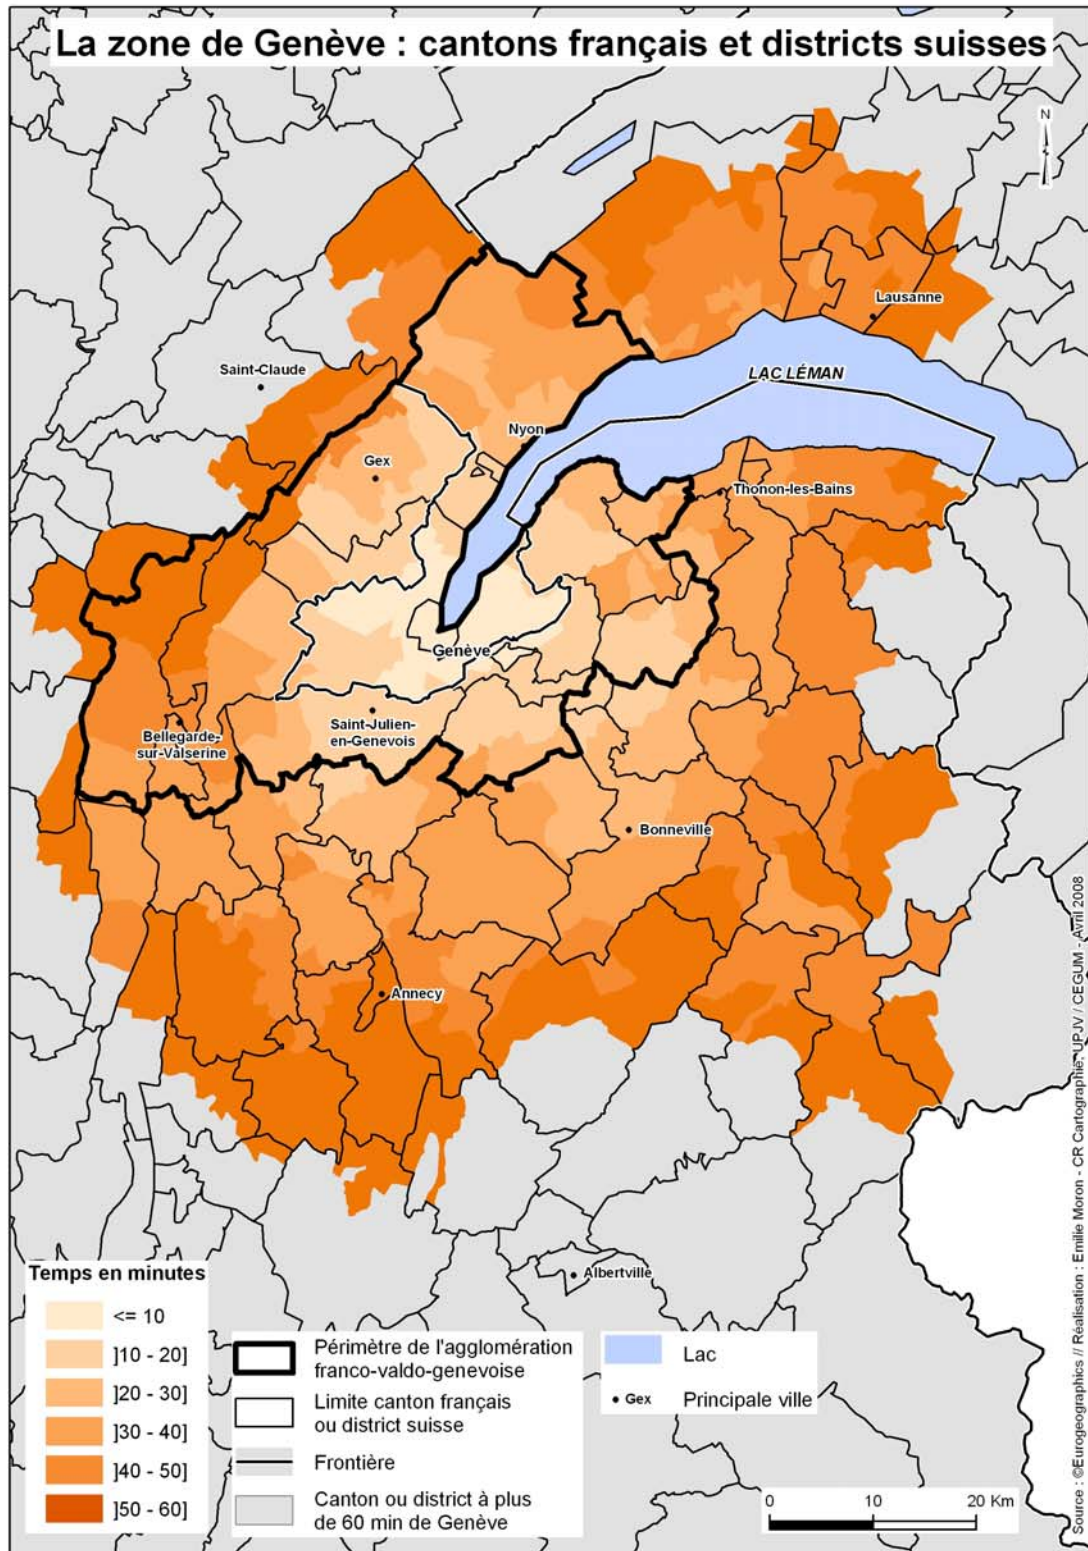 La zone de Genève : cantons français et districts suisses
N
Lausanne
LAC LÉMAN
Saint-Claude
Nyon
Gex
Thonon-les-Bains
Genève
Saint-Julien-
en-Genevois
Bellegarde-
sur-Valserine
Bonneville
Annecy
Albertville
Temps en minutes
<= 10
]10 - 20]
]20 - 30]
]30 - 40]
]40 - 50]
]50 - 60]
Périmètre de l'agglomération
franco-valdo-genevoise
Limite canton français
ou district suisse
Frontière
Canton ou district à plus
de 60 min de Genève
Lac
Gex Principale ville
0 10 20 Km
Source : ©Eurogeographics // Réalisation : Emilie Moron - CR Cartographie, UPJV / CEGUM - Avril 2008